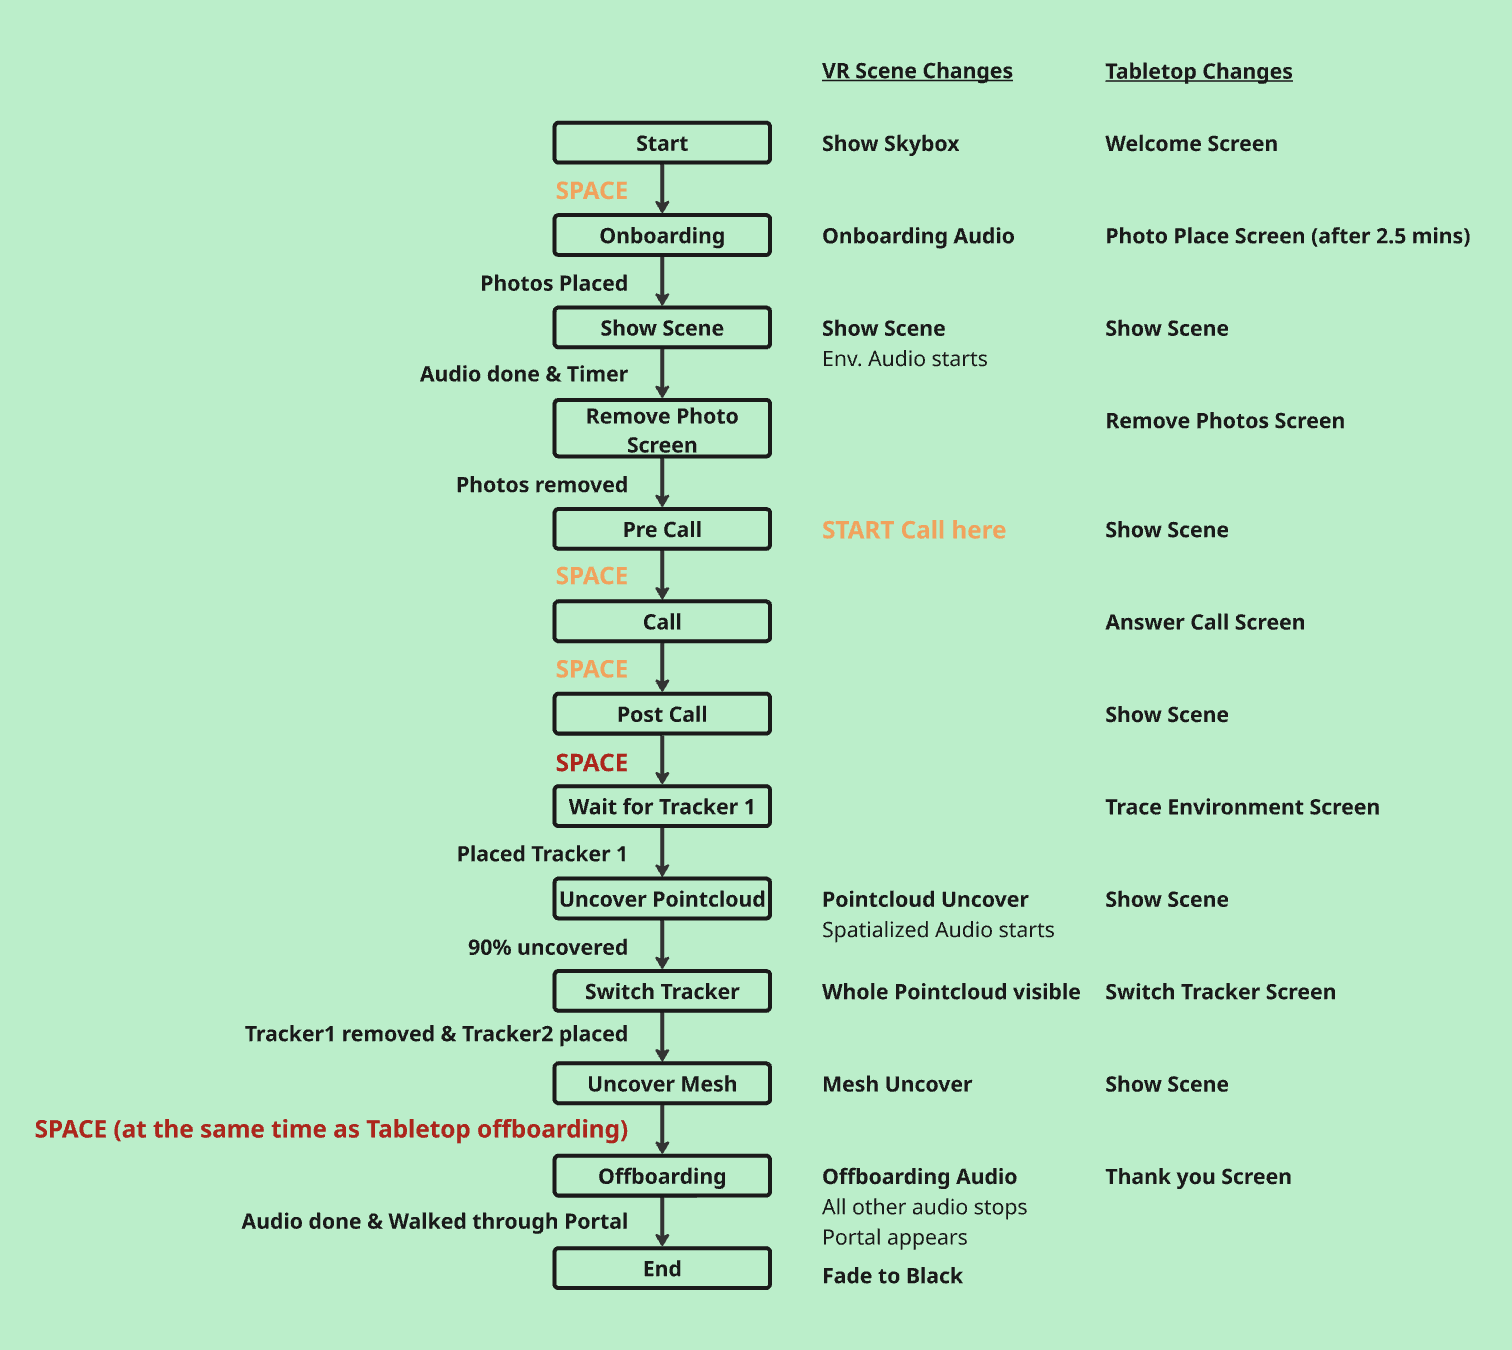 VR Scene Changes
Tabletop Changes
Start
Show Skybox
Welcome Screen
SPACE
Onboarding
Onboarding Audio
Photo Place Screen (after 2.5 mins)
Photos Placed
Show Scene
Show Scene
Env. Audio starts
Show Scene
Audio done & Timer
Remove Photo
Screen
Remove Photos Screen
Photos removed
Pre Call
START Call here
Show Scene
SPACE
Call
Answer Call Screen
SPACE
Post Call
Show Scene
SPACE
Wait for Tracker 1
Trace Environment Screen
Placed Tracker 1
Uncover Pointcloud
Pointcloud Uncover
Spatialized Audio starts
Show Scene
90% uncovered
Switch Tracker
Whole Pointcloud visible
Switch Tracker Screen
Tracker1 removed & Tracker2 placed
Uncover Mesh
Mesh Uncover
Show Scene
SPACE (at the same time as Tabletop offboarding)
Offboarding
Offboarding Audio
All other audio stops
Portal appears
Thank you Screen
Audio done & Walked through Portal
End
Fade to Black